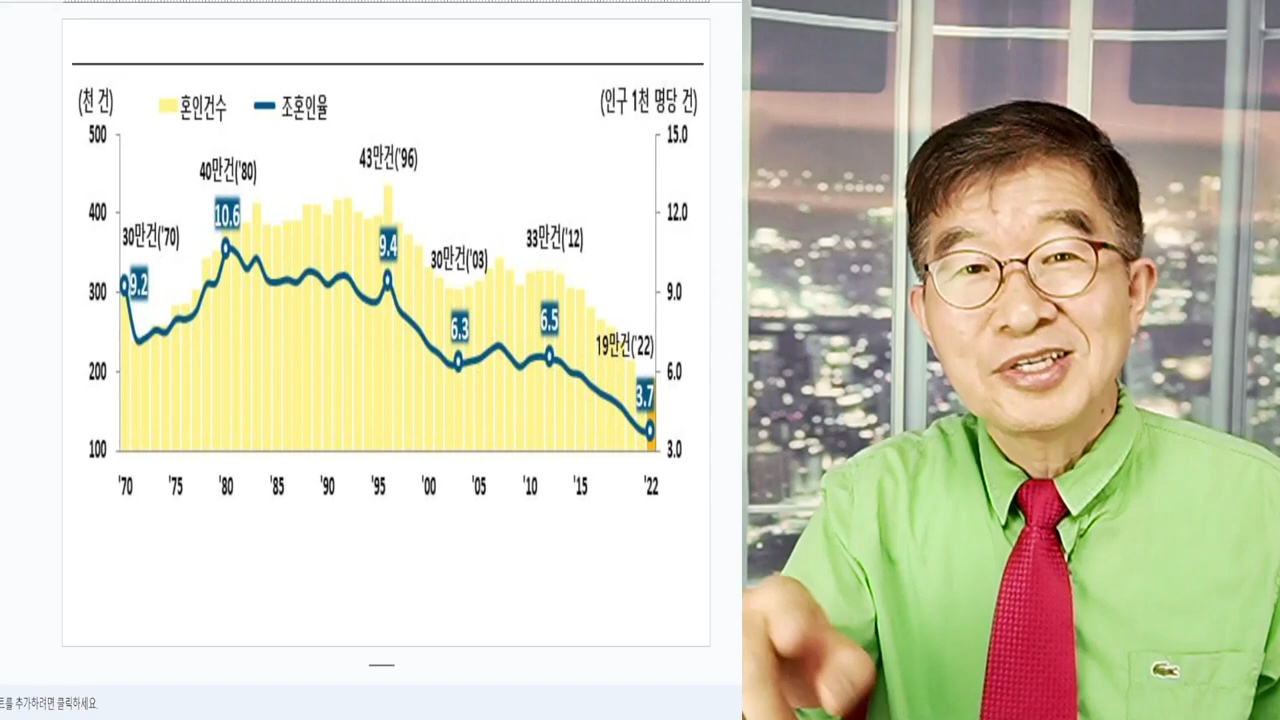 (천 건)
혼인건수
조혼인율
(인구 1천 명당 건)
500
15.0
43만건('96)
40만건('80)
400
10.6
12.0
30만건('70)
9.4
30만건('03)
33만건('12)
300
9.2
9.0
6.3
6.5
19만건('22)
200
6.0
3.7
100
3.0
'70 '75 '80 '85 '90 '95 '00 '05 '10 '15 '22
트를 추가하려면 클릭하세요.